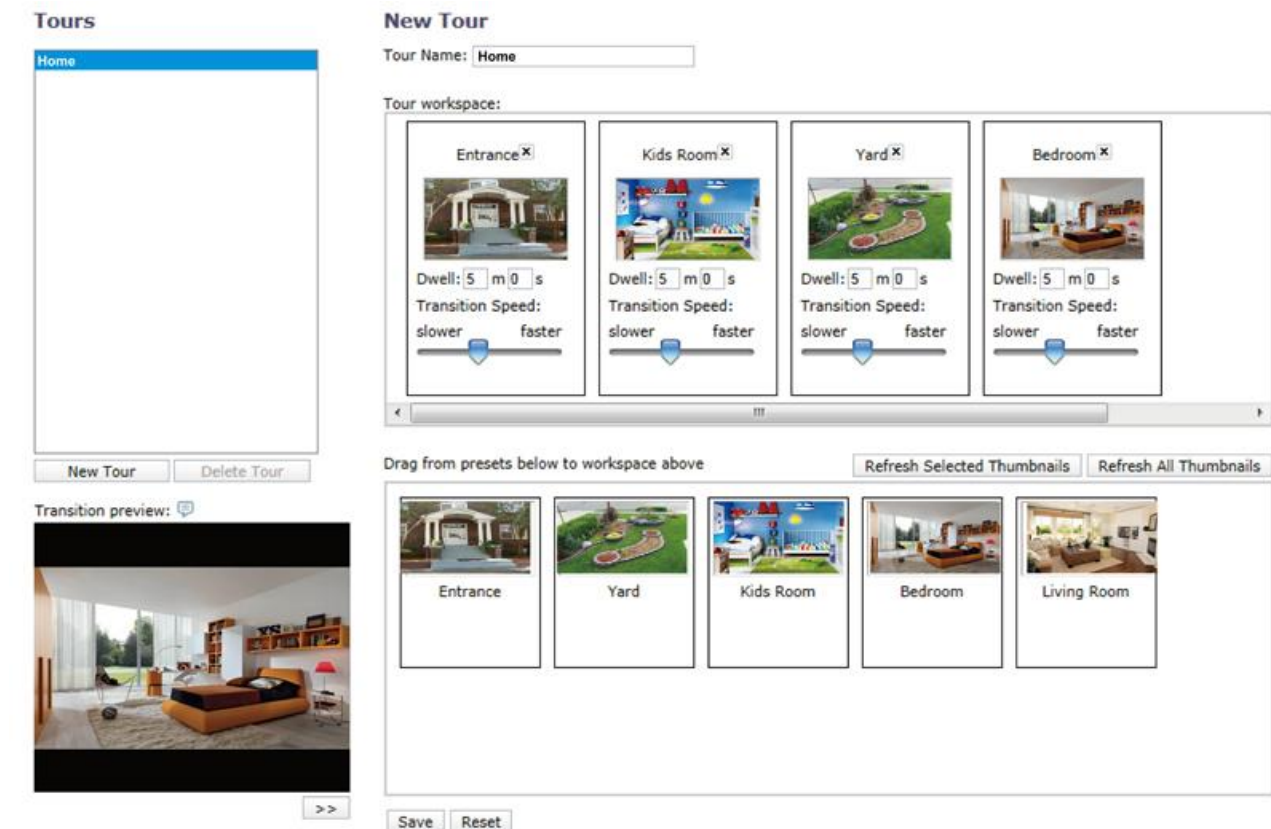 Tours
Home
New Tour Delete Tour
Transition preview:
>>
New Tour
Tour Name: Home
Tour workspace:
Entrance x Kids Room x Yard x Bedroom x
Dwell: 5 m 0 s Dwell: 5 m 0 s Dwell: 5 m 0 s Dwell: 5 m 0 s
Transition Speed: Transition Speed: Transition Speed: Transition Speed:
slower faster slower faster slower faster slower faster
Drag from presets below to workspace above Refresh Selected Thumbnails Refresh All Thumbnails
Entrance Yard Kids Room Bedroom Living Room
Save Reset